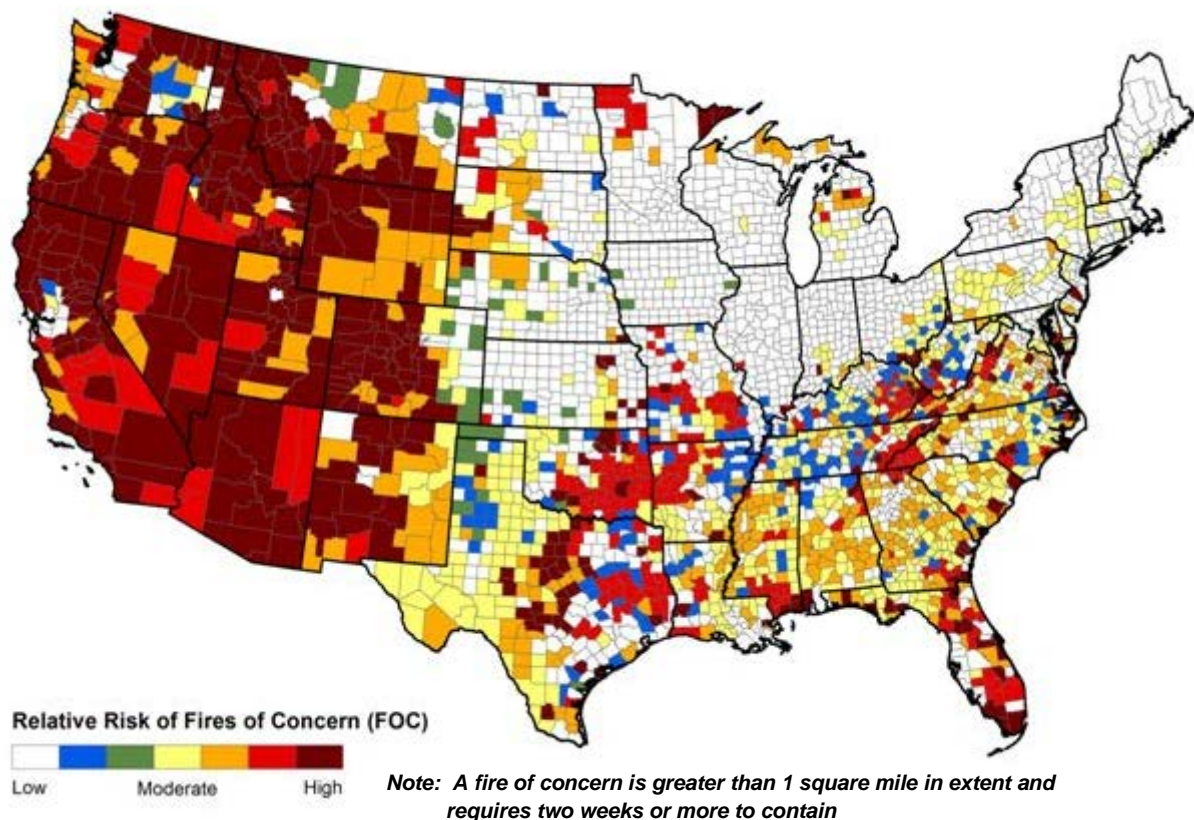 Relative Risk of Fires of Concern (FOC)
Low Moderate High
Note: A fire of concern is greater than 1 square mile in extent and
requires two weeks or more to contain